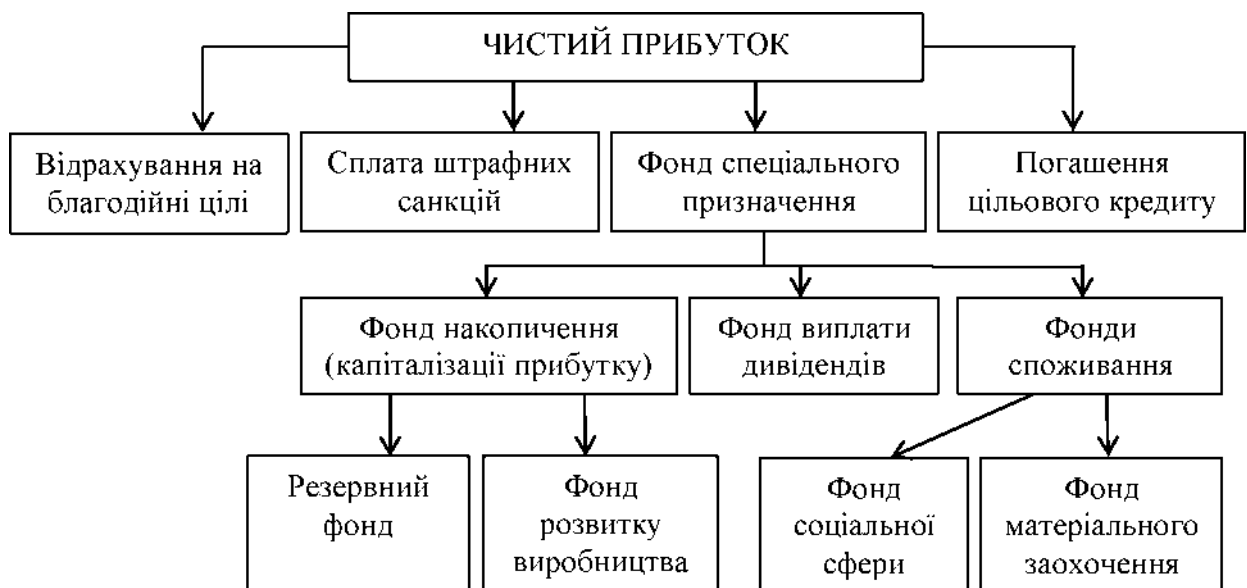 ЧИСТИЙ ПРИБУТОК
Відрахування на
благодійні цілі
Сплата штрафних
санкцій
Фонд спеціального
призначення
Погашення
цільового кредиту
Фонд накопичення
(капіталізації прибутку)
Фонд виплати
дивідендів
Фонди
споживання
Резервний
фонд
Фонд
розвитку
виробництва
Фонд
соціальної
сфери
Фонд
матеріального
заохочення